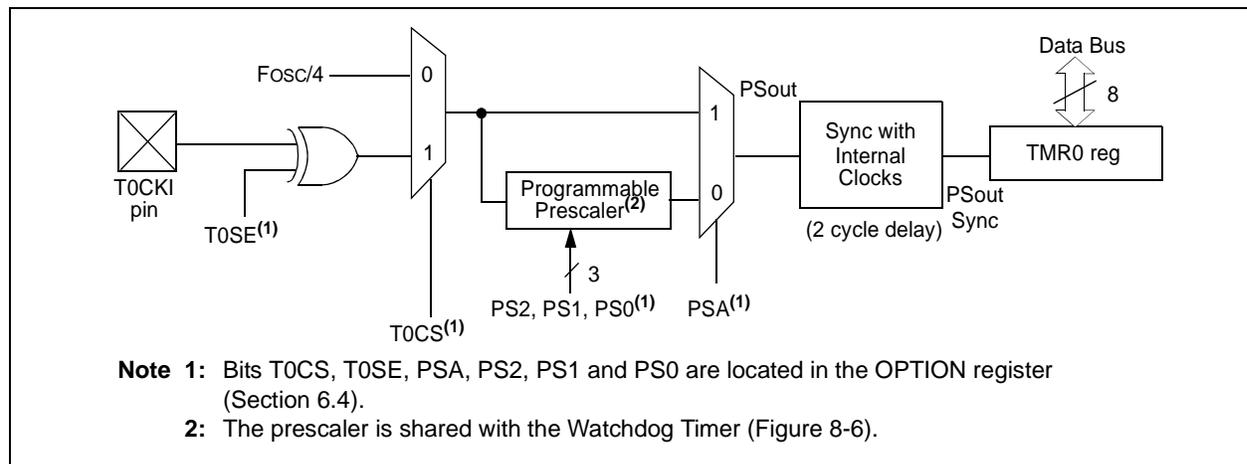 Data Bus
FOSC/4
0
PSout
8
1
Sync with
Internal
Clocks
TMR0 reg
1
T0CKI
pin
Programmable
Prescaler(2)
0
PSout
Sync
T0SE(1)
(2 cycle delay)
3
PS2, PS1, PS0(1)
PSA(1)
T0CS(1)
Note 1: Bits T0CS, T0SE, PSA, PS2, PS1 and PS0 are located in the OPTION register
(Section 6.4).
2: The prescaler is shared with the Watchdog Timer (Figure 8-6).